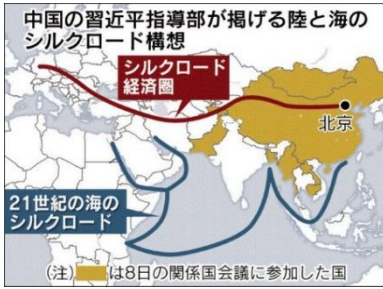 中国の習近平指導部が掲げる陸と海の
シルクロード構想
シルクロード
経済圏
北京
21世紀の海の
シルクロード
(注) は8日の関係国会議に参加した国